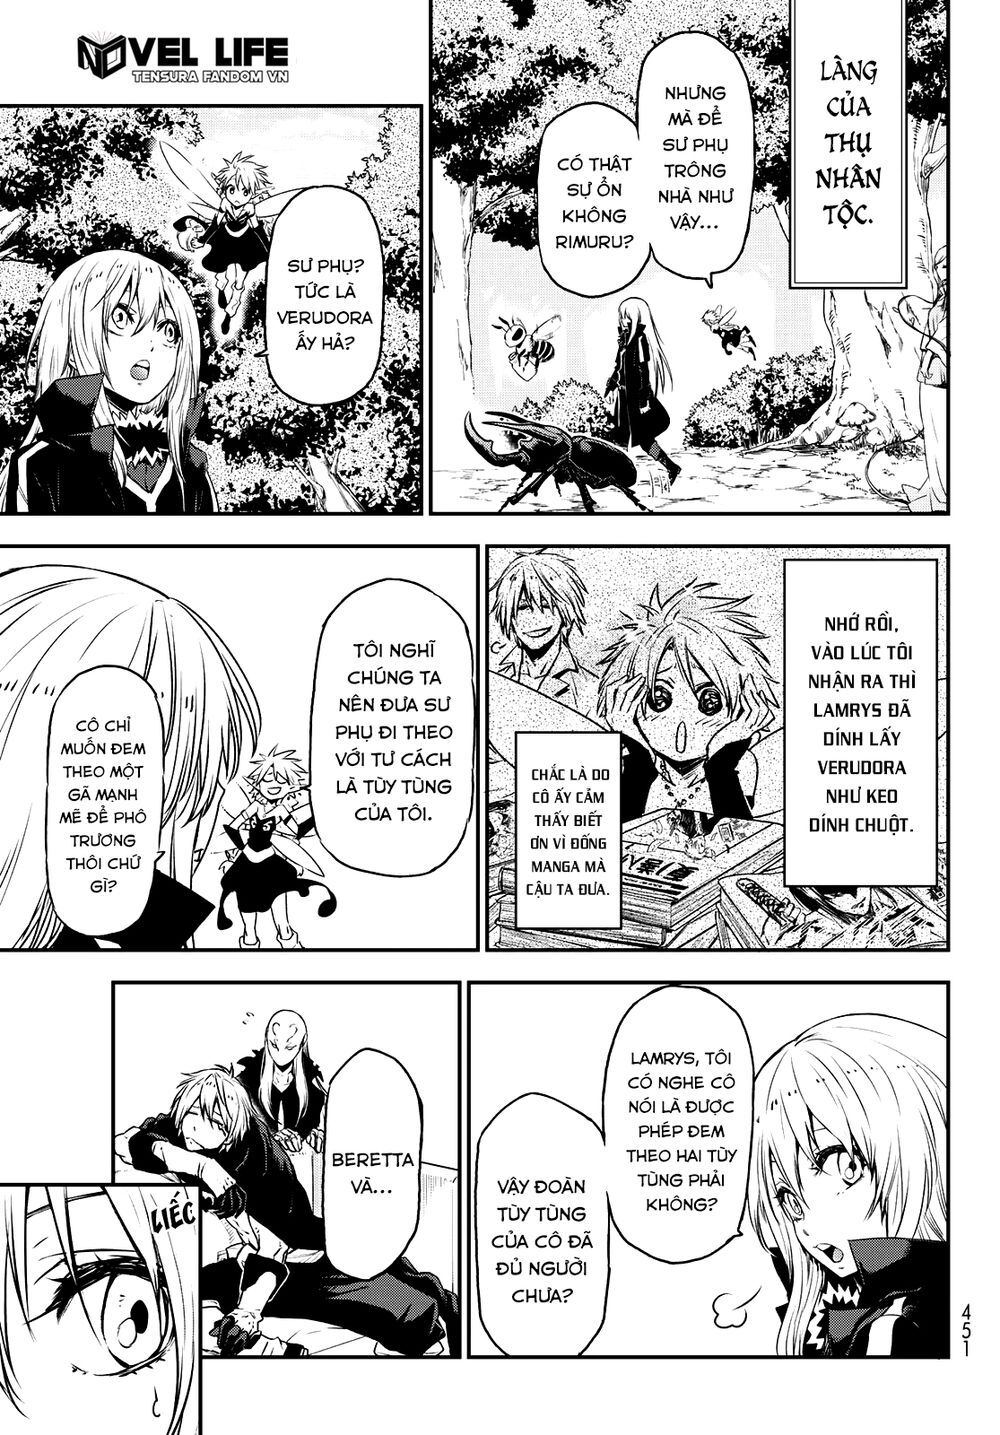 NOVEL LIFE
TENSURA FANDOM VN
LÀNG
CỦA
THỤ
NHÂN
TỘC.
NHƯNG
MÀ ĐỂ
SƯ PHỤ
TRÔNG
NHÀ NHƯ
VẬY...
CÓ THẬT
SỰ ỔN
KHÔNG
RIMURU?
SƯ PHỤ?
TỨC LÀ
VERUDORA
ẤY HẢ?
NHỚ RỒI,
VÀO LÚC TÔI
NHẬN RA THÌ
LAMRYS ĐÃ
DÍNH LẤY
VERUDORA
NHƯ KEO
DÍNH CHUỘT.
CHẮC LÀ DO
CÔ ẤY CẢM
THẤY BIẾT
ƠN VÌ ĐỐNG
MANGA MÀ
CẬU TA ĐƯA.
TÔI NGHĨ
CHÚNG TA
NÊN ĐƯA SƯ
PHỤ ĐI THEO
VỚI TƯ CÁCH
LÀ TÙY TÙNG
CỦA TÔI.
CÔ CHỈ
MUỐN ĐEM
THEO MỘT
GÃ MẠNH
MẼ ĐỂ PHÔ
TRƯƠNG
THÔI CHỨ
GÌ?
LAMRYS, TÔI
CÓ NGHE CÔ
NÓI LÀ ĐƯỢC
PHÉP ĐEM
THEO HAI TÙY
TÙNG PHẢI
KHÔNG?
VẬY ĐOÀN
TÙY TÙNG
CỦA CÔ ĐÃ
ĐỦ NGƯỜI
CHƯA?
BERETTA
VÀ...
LIẾC
451